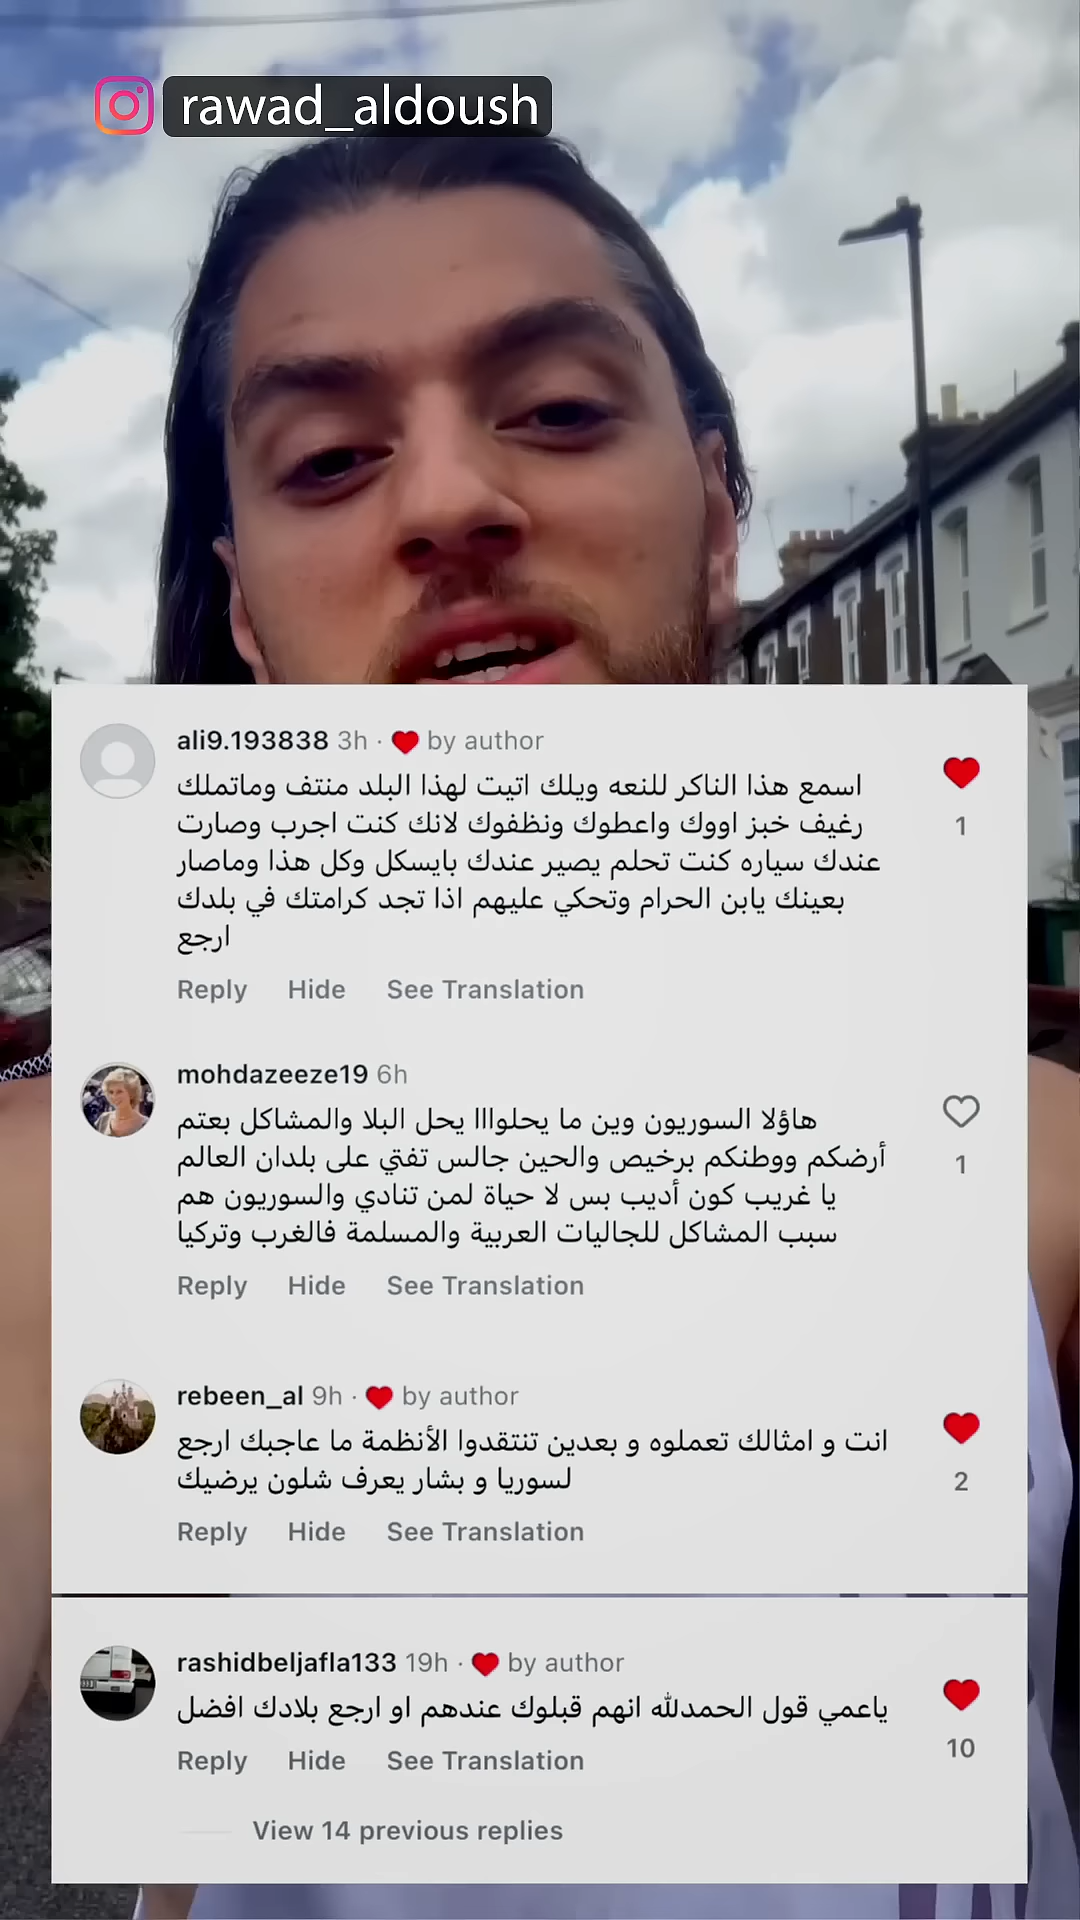 rawad_aldoush
ali9.193838 3h · ❤️ by author
اسمع هذا الناكر للنعه ويلك اتيت لهذا البلد منتف وماتملك
رغيف خبز اووك واعطوك ونظفوك لانك كنت اجرب وصارت
عندك سياره كنت تحلم يصير عندك بايسكل وكل هذا وماصار
بعينك يابن الحرام وتحكي عليهم اذا تجد كرامتك في بلدك
ارجع
1
Reply Hide See Translation
mohdazeeze19 6h
هاؤلا السوريون وين ما يحلوااا يحل البلا والمشاكل بعتم
أرضكم ووطنكم برخيص والحين جالس تفتي على بلدان العالم
يا غريب كون أديب بس لا حياة لمن تنادي والسوريون هم
سبب المشاكل للجاليات العربية والمسلمة فالغرب وتركيا
1
Reply Hide See Translation
rebeen_al 9h · ❤️ by author
انت و امثالك تعملوه و بعدين تنتقدوا الأنظمة ما عاجبك ارجع
لسوريا و بشار يعرف شلون يرضيك
2
Reply Hide See Translation
rashidbeljafla133 19h · ❤️ by author
ياعمي قول الحمدلله انهم قبلوك عندهم او ارجع بلادك افضل
10
Reply Hide See Translation
View 14 previous replies